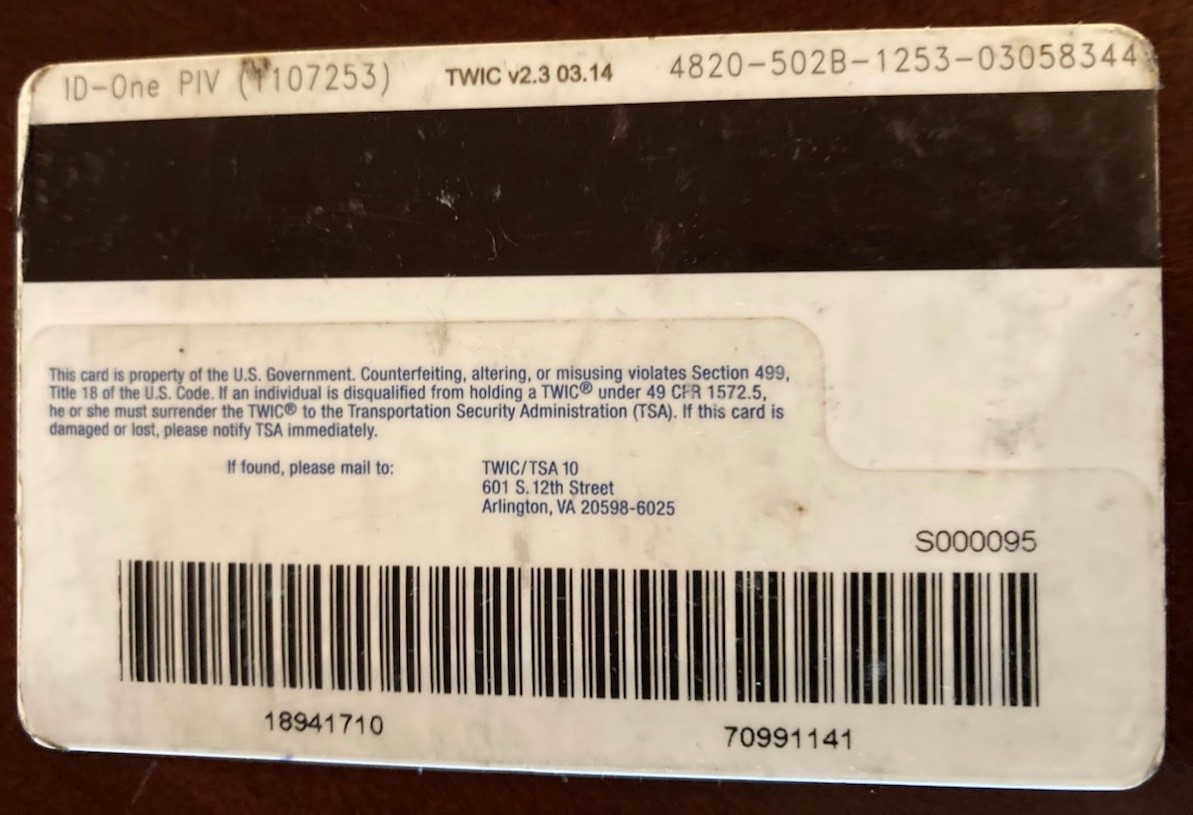 ID-One PIV (1107253) TWIC v2.3 03.14 4820-502B-1253-03058344
This card is property of the U.S. Government. Counterfeiting, altering, or misusing violates Section 499,
Title 18 of the U.S. Code. If an individual is disqualified from holding a TWIC® under 49 CFR 1572.5,
he or she must surrender the TWIC® to the Transportation Security Administration (TSA). If this card is
damaged or lost, please notify TSA immediately.
If found, please mail to: TWIC/TSA 10
601 S. 12th Street
Arlington, VA 20598-6025
S000095
18941710 70991141